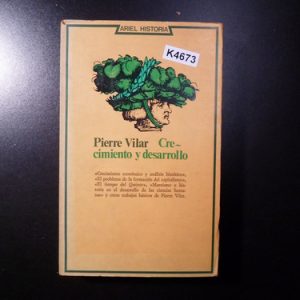 ARIEL HISTORIA
K4673
Pierre Vilar Cre-
cimiento y desarrollo
«Crecimiento económico y análisis histórico»,
«El problema de la formación del capitalismo»,
«El tiempo del Quijote», «Marxismo e his-
toria en el desarrollo de las ciencias huma-
nas» y otros trabajos básicos de Pierre Vilar.